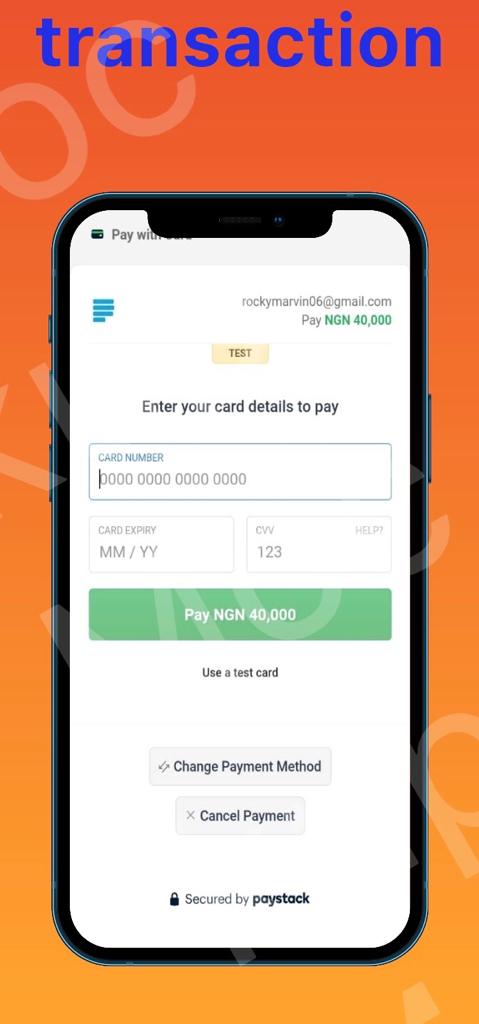 transaction
Pay with Card
rockymarvin06@gmail.com
Pay NGN 40,000
TEST
Enter your card details to pay
CARD NUMBER
0000 0000 0000 0000
CARD EXPIRY
CVV
HELP?
MM / YY
123
Pay NGN 40,000
Use a test card
Change Payment Method
Cancel Payment
Secured by paystack